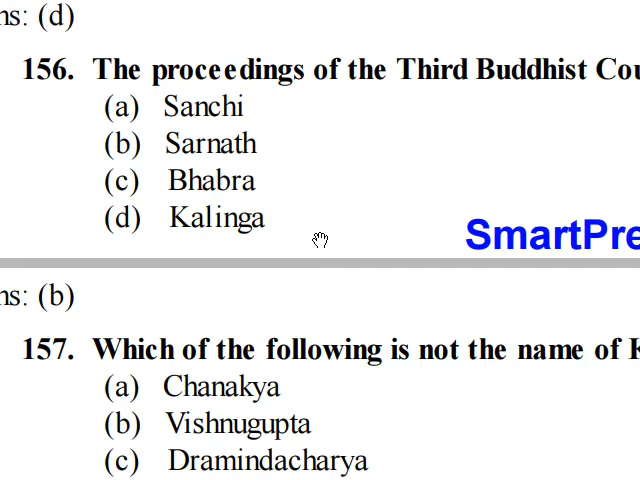 ns: (d)
156. The proceedings of the Third Buddhist Cou
(a) Sanchi
(b) Sarnath
(c) Bhabra
(d) Kalinga
SmartPre
ns: (b)
157. Which of the following is not the name of K
(a) Chanakya
(b) Vishnugupta
(c) Dramindacharya